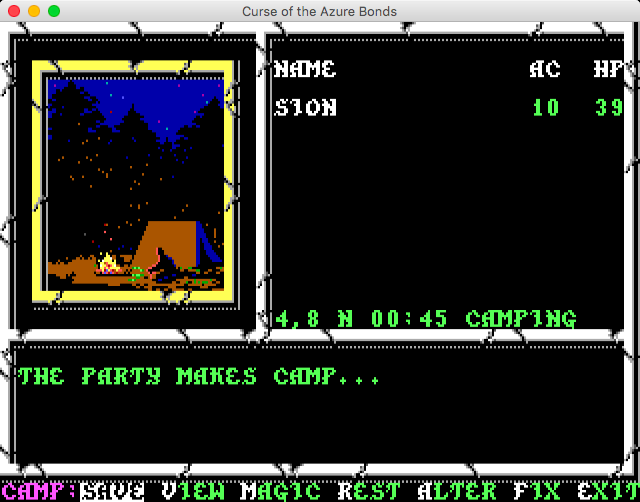 Curse of the Azure Bonds
NAME AC HP
SION 10 39
4,8 N 00:45 CAMPING
THE PARTY MAKES CAMP...
CAMP: SAVE VIEW MAGIC REST ALTER FIX EXIT